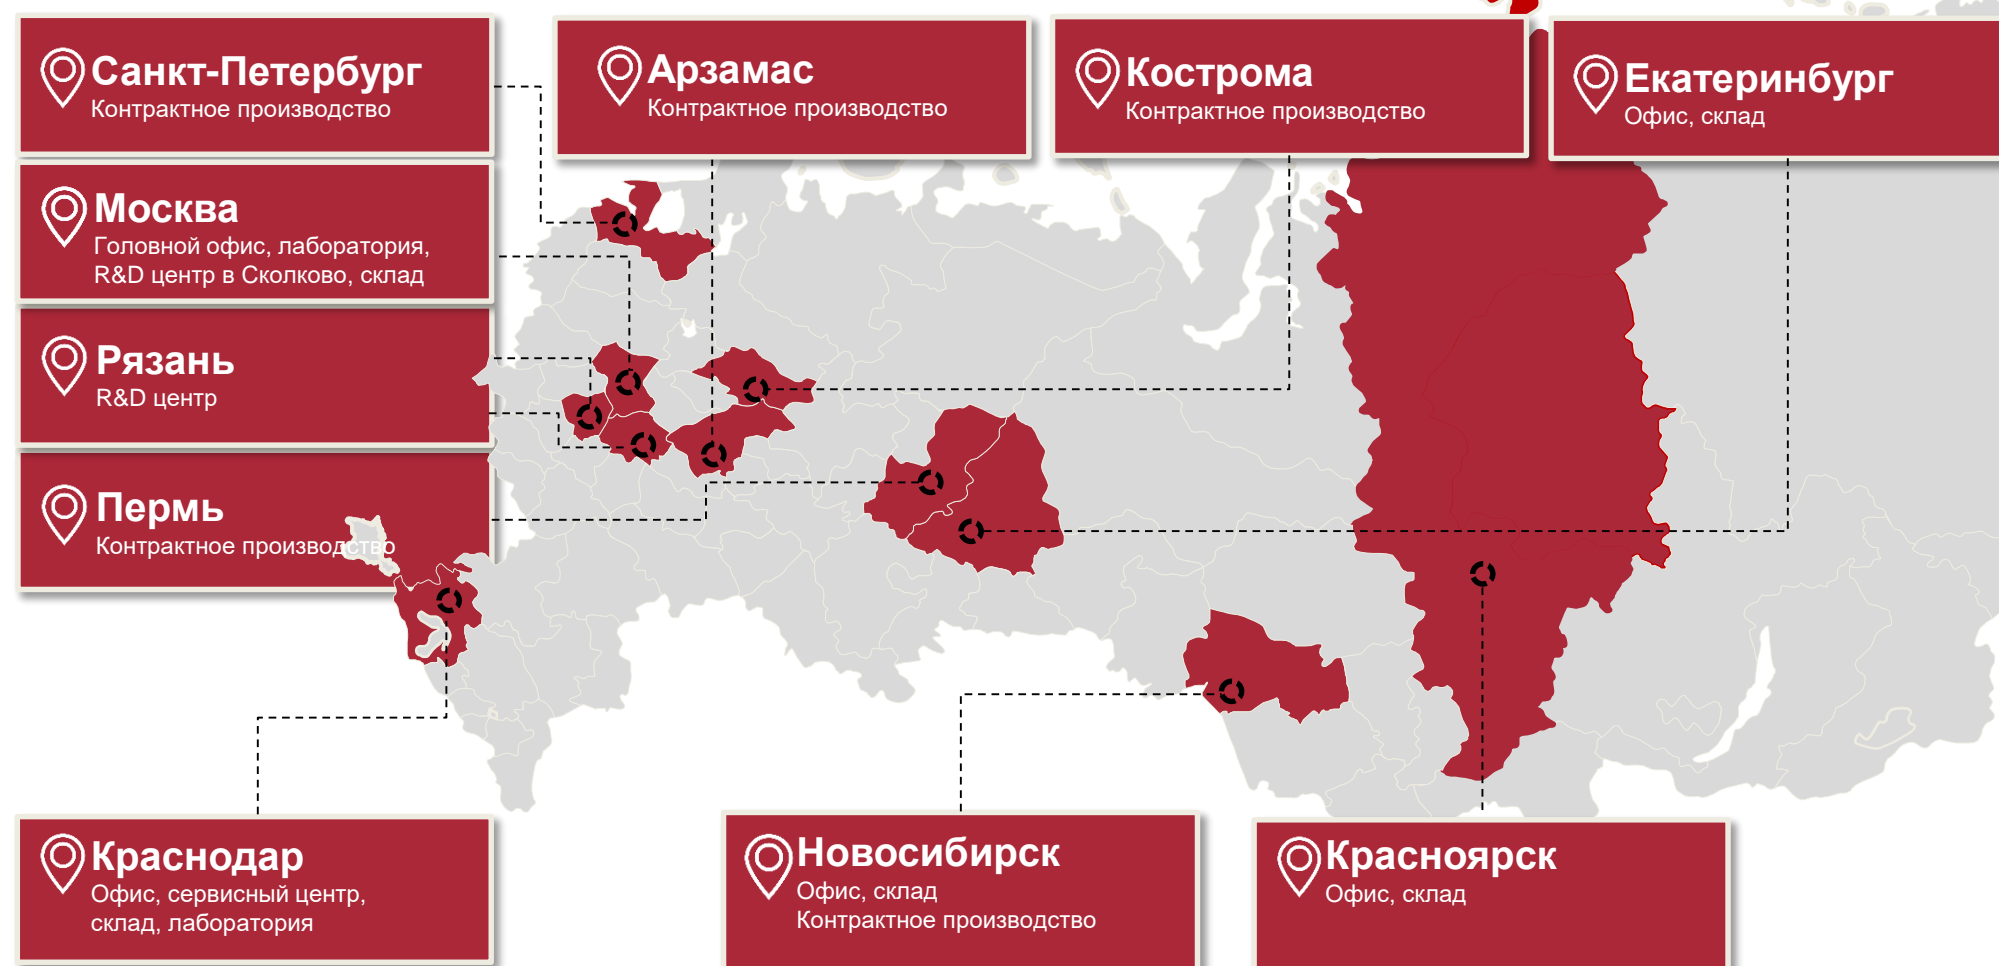 Санкт-Петербург
Контрактное производство
Арзамас
Контрактное производство
Кострома
Контрактное производство
Екатеринбург
Офис, склад
Москва
Головной офис, лаборатория,
R&D центр в Сколково, склад
Рязань
R&D центр
Пермь
Контрактное производство
Краснодар
Офис, сервисный центр,
склад, лаборатория
Новосибирск
Офис, склад
Контрактное производство
Красноярск
Офис, склад